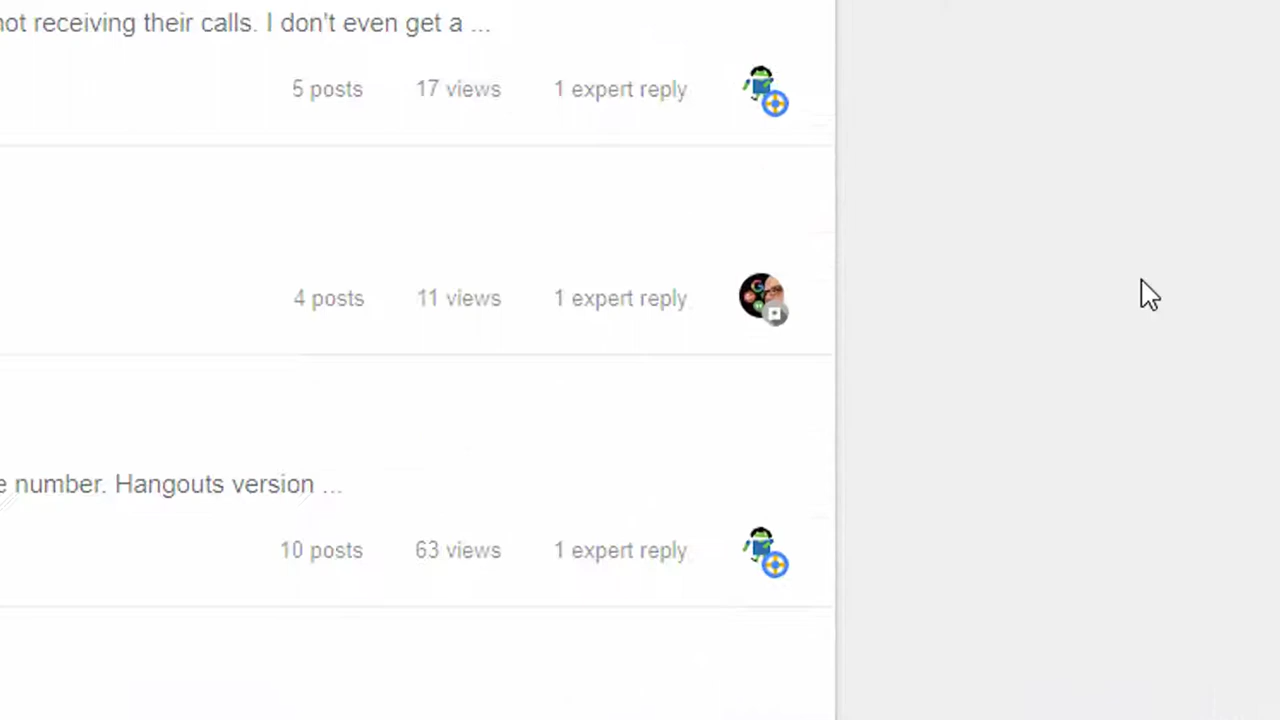 not receiving their calls. I don't even get a ...
5 posts 17 views 1 expert reply
4 posts 11 views 1 expert reply
e number. Hangouts version ...
10 posts 63 views 1 expert reply